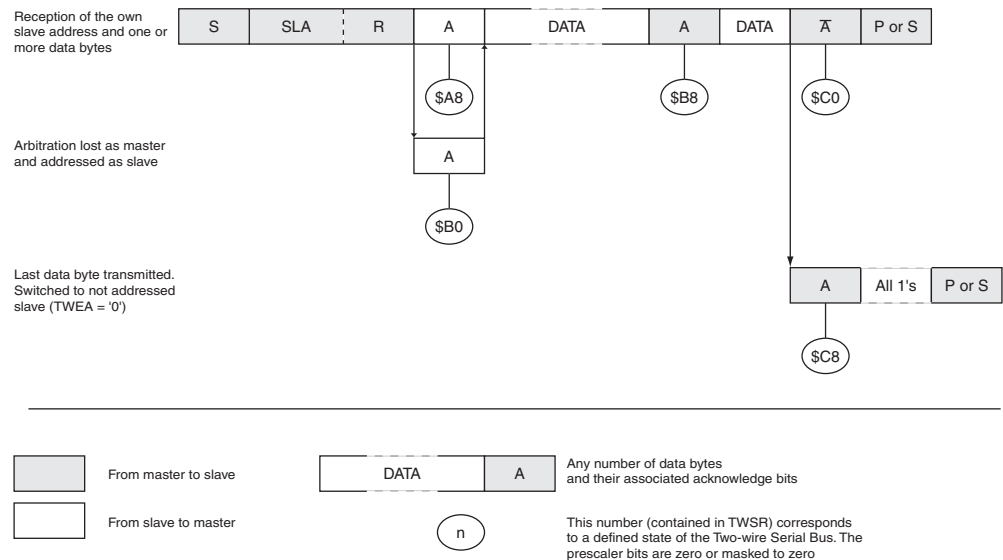 Reception of the own
slave address and one or
more data bytes
S SLA R A DATA A DATA A̅ P or S
$A8 $B8 $C0
Arbitration lost as master
and addressed as slave
A
$B0
Last data byte transmitted.
Switched to not addressed
slave (TWEA = '0')
A All 1's P or S
$C8
From master to slave
DATA A
Any number of data bytes
and their associated acknowledge bits
From slave to master
n
This number (contained in TWSR) corresponds
to a defined state of the Two-wire Serial Bus. The
prescaler bits are zero or masked to zero